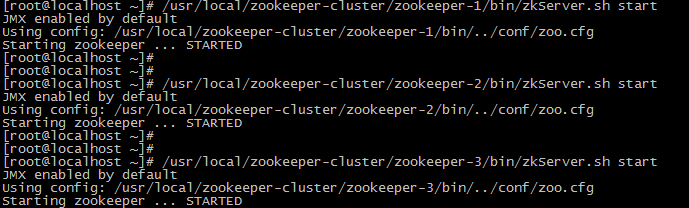 [root@localhost ~]# /usr/local/zookeeper-cluster/zookeeper-1/bin/zkServer.sh start
JMX enabled by default
Using config: /usr/local/zookeeper-cluster/zookeeper-1/bin/../conf/zoo.cfg
Starting zookeeper ... STARTED
[root@localhost ~]#
[root@localhost ~]# /usr/local/zookeeper-cluster/zookeeper-2/bin/zkServer.sh start
JMX enabled by default
Using config: /usr/local/zookeeper-cluster/zookeeper-2/bin/../conf/zoo.cfg
Starting zookeeper ... STARTED
[root@localhost ~]#
[root@localhost ~]# /usr/local/zookeeper-cluster/zookeeper-3/bin/zkServer.sh start
JMX enabled by default
Using config: /usr/local/zookeeper-cluster/zookeeper-3/bin/../conf/zoo.cfg
Starting zookeeper ... STARTED